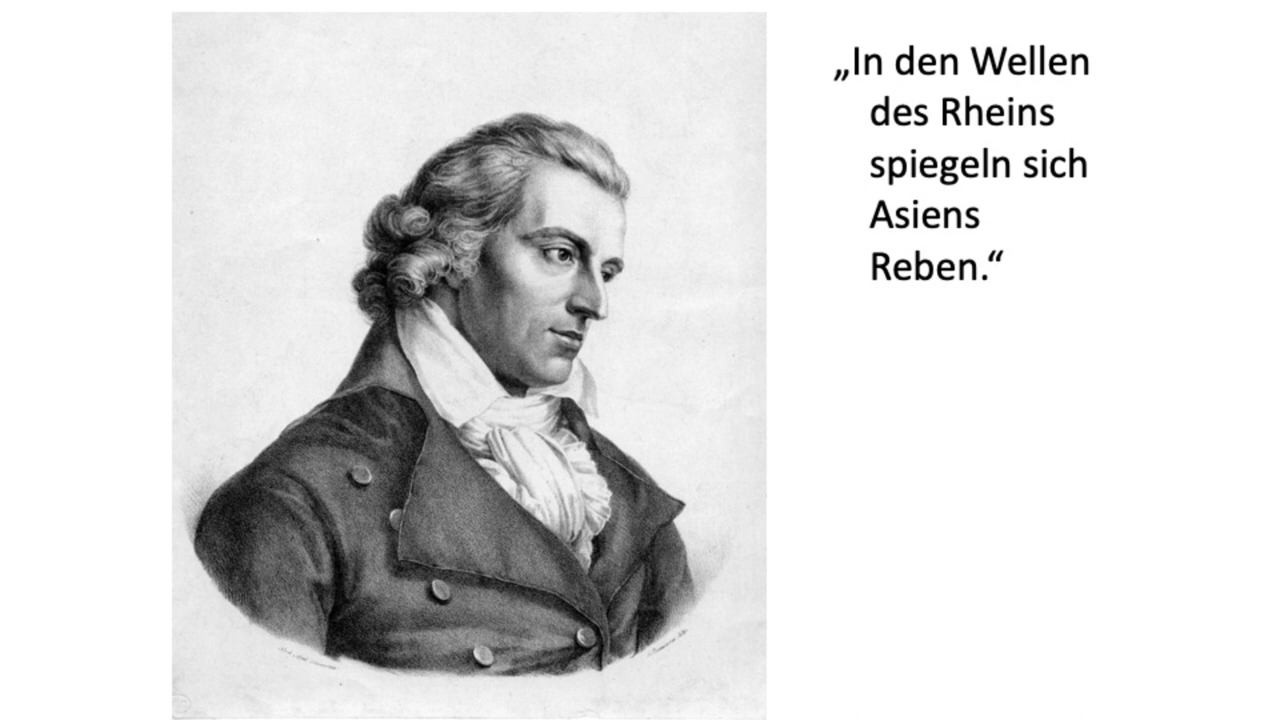 „In den Wellen
des Rheins
spiegeln sich
Asiens
Reben.“